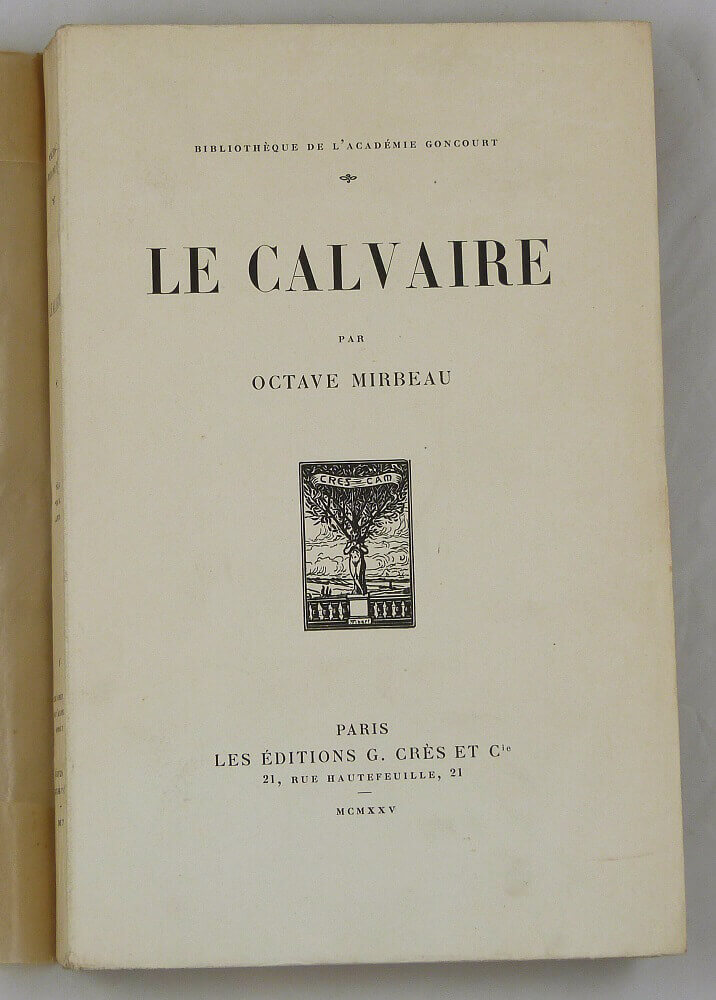 BIBLIOTHÈQUE DE L'ACADÉMIE GONCOURT
LE CALVAIRE
PAR
OCTAVE MIRBEAU
CRES CAM
PARIS
LES ÉDITIONS G. CRÈS ET Cie
21, RUE HAUTEFEUILLE, 21
MCMXXV